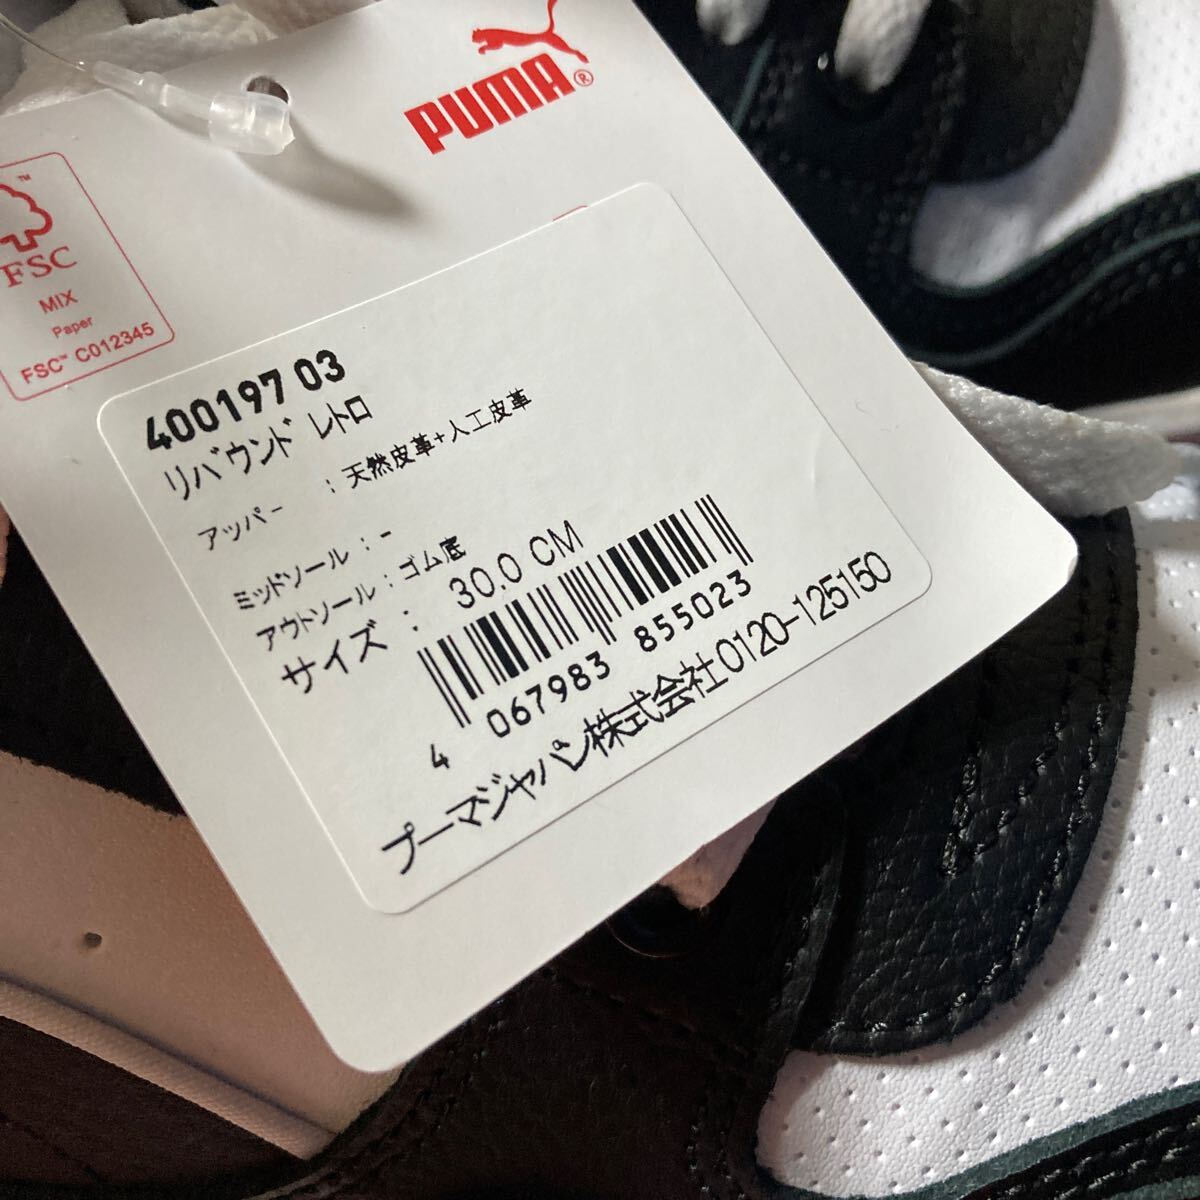 PUMA®
FSC
™
MIX
Paper
FSC™ C012345
400197 03
リバウンド レトロ
アッパー : 天然皮革+人工皮革
ミッドソール : -
アウトソール : ゴム底
サイズ : 30.0 CM
4 067983 855023
プーマジャパン株式会社 0120-125150